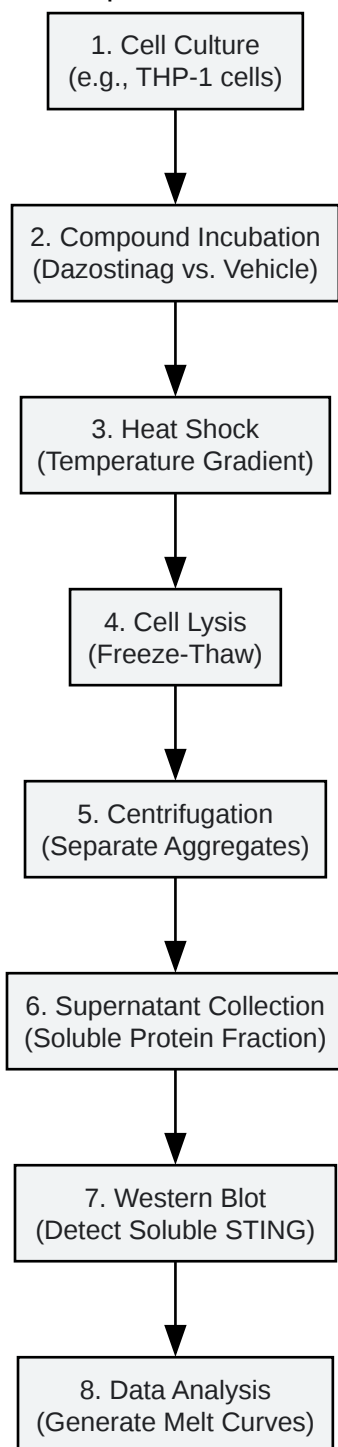 1. Cell Culture
(e.g., THP-1 cells)
2. Compound Incubation
(Dazostinag vs. Vehicle)
3. Heat Shock
(Temperature Gradient)
4. Cell Lysis
(Freeze-Thaw)
5. Centrifugation
(Separate Aggregates)
6. Supernatant Collection
(Soluble Protein Fraction)
7. Western Blot
(Detect Soluble STING)
8. Data Analysis
(Generate Melt Curves)